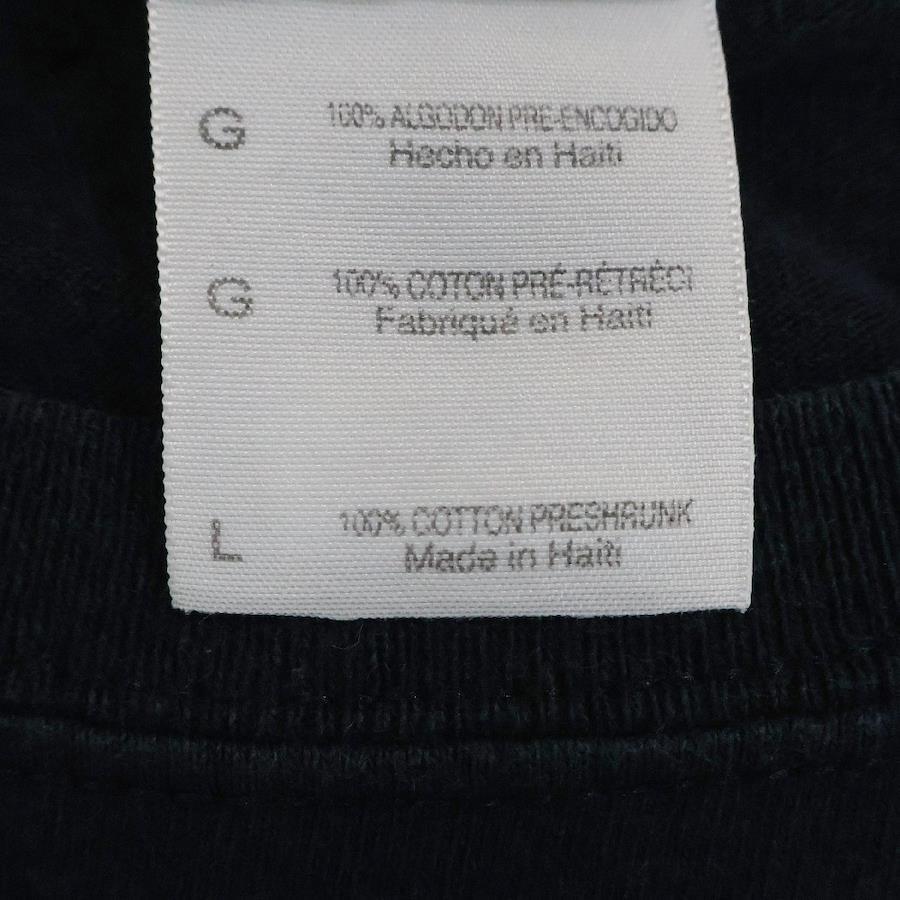 G 100% ALGODON PRE-ENCOGIDO
Hecho en Haiti
G 100% COTON PRÉ-RÉTRÉCI
Fabriqué en Haiti
L 100% COTTON PRESHRUNK
Made in Haiti